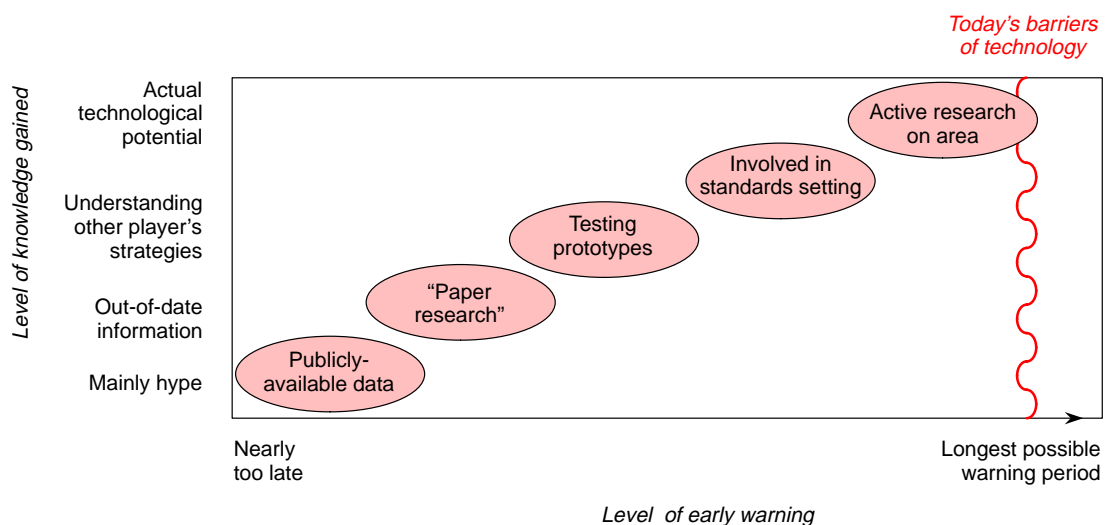 Today's barriers
of technology
Level of knowledge gained
Actual
technological
potential
Understanding
other player's
strategies
Out-of-date
information
Mainly hype
Active research
on area
Involved in
standards setting
Testing
prototypes
“Paper
research”
Publicly-
available data
Nearly
too late
Longest possible
warning period
Level of early warning